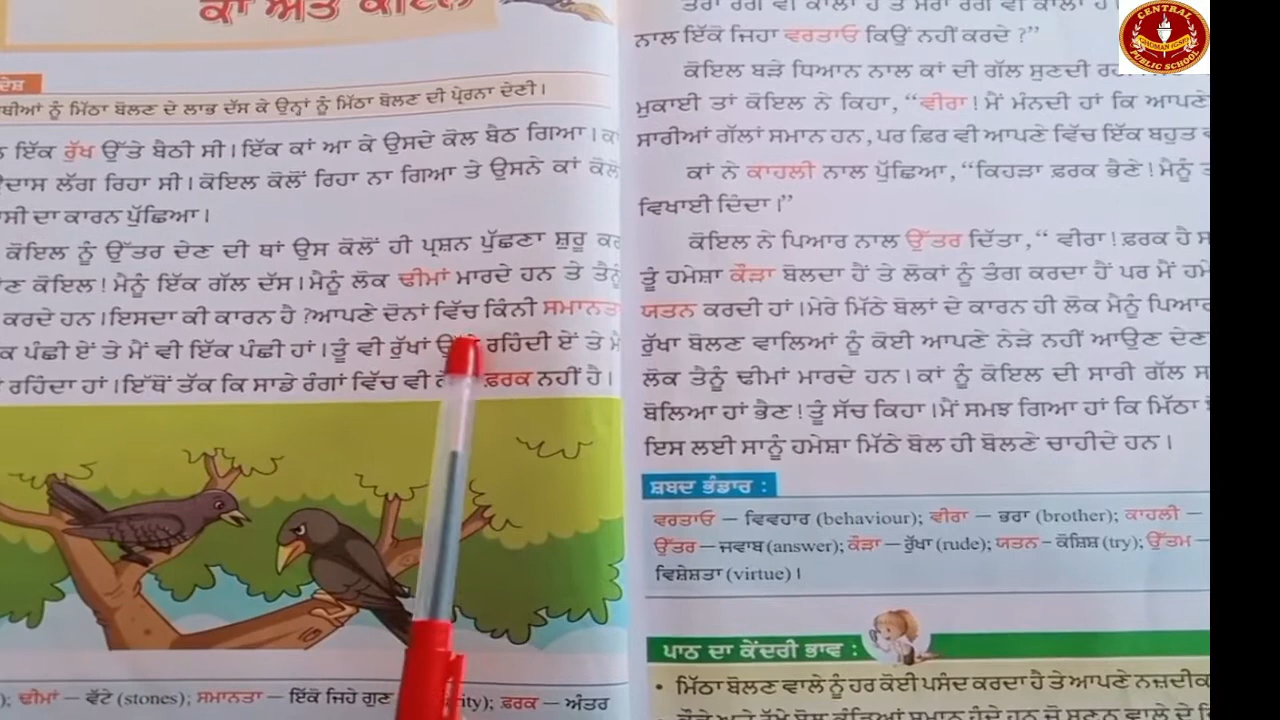 ਕਾਂ ਅਤੇ ਕੋਇਲ
ਦੇਸ਼
ਥੀਆਂ ਨੂੰ ਮਿੱਠਾ ਬੋਲਣ ਦੇ ਲਾਭ ਦੱਸ ਕੇ ਉਨ੍ਹਾਂ ਨੂੰ ਮਿੱਠਾ ਬੋਲਣ ਦੀ ਪ੍ਰੇਰਨਾ ਦੇਣੀ।
ਇੱਕ ਰੁੱਖ ਉੱਤੇ ਬੈਠੀ ਸੀ। ਇੱਕ ਕਾਂ ਆ ਕੇ ਉਸਦੇ ਕੋਲ ਬੈਠ ਗਿਆ। ਕਾਂ
ਦਾਸ ਲੱਗ ਰਿਹਾ ਸੀ। ਕੋਇਲ ਕੋਲੋਂ ਰਿਹਾ ਨਾ ਗਿਆ ਤੇ ਉਸਨੇ ਕਾਂ ਕੋਲੋਂ
ਸੀ ਦਾ ਕਾਰਨ ਪੁੱਛਿਆ।
ਕੋਇਲ ਨੂੰ ਉੱਤਰ ਦੇਣ ਦੀ ਥਾਂ ਉਸ ਕੋਲੋਂ ਹੀ ਪ੍ਰਸ਼ਨ ਪੁੱਛਣਾ ਸ਼ੁਰੂ ਕਰ
ਣ ਕੋਇਲ! ਮੈਨੂੰ ਇੱਕ ਗੱਲ ਦੱਸ। ਮੈਨੂੰ ਲੋਕ ਢੀਮਾਂ ਮਾਰਦੇ ਹਨ ਤੇ ਤੈਨੂੰ
ਕਰਦੇ ਹਨ। ਇਸਦਾ ਕੀ ਕਾਰਨ ਹੈ ?ਆਪਣੇ ਦੋਨਾਂ ਵਿੱਚ ਕਿੰਨੀ ਸਮਾਨਤਾ
ਕ ਪੰਛੀ ਏਂ ਤੇ ਮੈਂ ਵੀ ਇੱਕ ਪੰਛੀ ਹਾਂ। ਤੂੰ ਵੀ ਰੁੱਖਾਂ ਰਹਿੰਦੀ ਏਂ ਤੇ ਮੈਂ
ਰਹਿੰਦਾ ਹਾਂ। ਇੱਥੋਂ ਤੱਕ ਕਿ ਸਾਡੇ ਰੰਗਾਂ ਵਿੱਚ ਵੀ ਫ਼ਰਕ ਨਹੀਂ ਹੈ।
); ਢੀਮਾਂ – ਵੱਟੇ (stones); ਸਮਾਨਤਾ – ਇੱਕੋ ਜਿਹੇ ਗੁਣ ity); ਫ਼ਰਕ – ਅੰਤਰ
ਤੇਰਾ ਰੰਗ ਵੀ ਕਾਲਾ ਹੈ ਤੇ ਮੇਰਾ ਰੰਗ ਵੀ ਕਾਲਾ ਹੈ
ਨਾਲ ਇੱਕੋ ਜਿਹਾ ਵਰਤਾਓ ਕਿਉਂ ਨਹੀਂ ਕਰਦੇ ?”
ਕੋਇਲ ਬੜੇ ਧਿਆਨ ਨਾਲ ਕਾਂ ਦੀ ਗੱਲ ਸੁਣਦੀ
ਮੁਕਾਈ ਤਾਂ ਕੋਇਲ ਨੇ ਕਿਹਾ, “ਵੀਰਾ! ਮੈਂ ਮੰਨਦੀ ਹਾਂ ਕਿ ਆਪਣੇ
ਸਾਰੀਆਂ ਗੱਲਾਂ ਸਮਾਨ ਹਨ, ਪਰ ਫ਼ਿਰ ਵੀ ਆਪਣੇ ਵਿੱਚ ਇੱਕ ਬਹੁਤ
ਕਾਂ ਨੇ ਕਾਹਲੀ ਨਾਲ ਪੁੱਛਿਆ, “ਕਿਹੜਾ ਫ਼ਰਕ ਭੈਣੇ! ਮੈਨੂੰ
ਵਿਖਾਈ ਦਿੰਦਾ।”
ਕੋਇਲ ਨੇ ਪਿਆਰ ਨਾਲ ਉੱਤਰ ਦਿੱਤਾ, “ ਵੀਰਾ! ਫ਼ਰਕ ਹੈ
ਤੂੰ ਹਮੇਸ਼ਾ ਕੌੜਾ ਬੋਲਦਾ ਹੈਂ ਤੇ ਲੋਕਾਂ ਨੂੰ ਤੰਗ ਕਰਦਾ ਹੈਂ ਪਰ ਮੈਂ ਹਮੇ
ਯਤਨ ਕਰਦੀ ਹਾਂ। ਮੇਰੇ ਮਿੱਠੇ ਬੋਲਾਂ ਦੇ ਕਾਰਨ ਹੀ ਲੋਕ ਮੈਨੂੰ ਪਿਆਰ
ਰੁੱਖਾ ਬੋਲਣ ਵਾਲਿਆਂ ਨੂੰ ਕੋਈ ਆਪਣੇ ਨੇੜੇ ਨਹੀਂ ਆਉਣ ਦੇਣ
ਲੋਕ ਤੈਨੂੰ ਢੀਮਾਂ ਮਾਰਦੇ ਹਨ। ਕਾਂ ਨੂੰ ਕੋਇਲ ਦੀ ਸਾਰੀ ਗੱਲ ਸ
ਬੋਲਿਆ ਹਾਂ ਭੈਣ! ਤੂੰ ਸੱਚ ਕਿਹਾ। ਮੈਂ ਸਮਝ ਗਿਆ ਹਾਂ ਕਿ ਮਿੱਠਾ
ਇਸ ਲਈ ਸਾਨੂੰ ਹਮੇਸ਼ਾ ਮਿੱਠੇ ਬੋਲ ਹੀ ਬੋਲਣੇ ਚਾਹੀਦੇ ਹਨ।
ਸ਼ਬਦ ਭੰਡਾਰ :
ਵਰਤਾਓ – ਵਿਵਹਾਰ (behaviour); ਵੀਰਾ – ਭਰਾ (brother); ਕਾਹਲੀ –
ਉੱਤਰ – ਜਵਾਬ (answer); ਕੌੜਾ – ਰੁੱਖਾ (rude); ਯਤਨ – ਕੋਸ਼ਿਸ਼ (try); ਉੱਤਮ –
ਵਿਸ਼ੇਸ਼ਤਾ (virtue)।
ਪਾਠ ਦਾ ਕੇਂਦਰੀ ਭਾਵ :
• ਮਿੱਠਾ ਬੋਲਣ ਵਾਲੇ ਨੂੰ ਹਰ ਕੋਈ ਪਸੰਦ ਕਰਦਾ ਹੈ ਤੇ ਆਪਣੇ ਨਜ਼ਦੀਕ
CENTRAL
PUBLIC SCHOOL